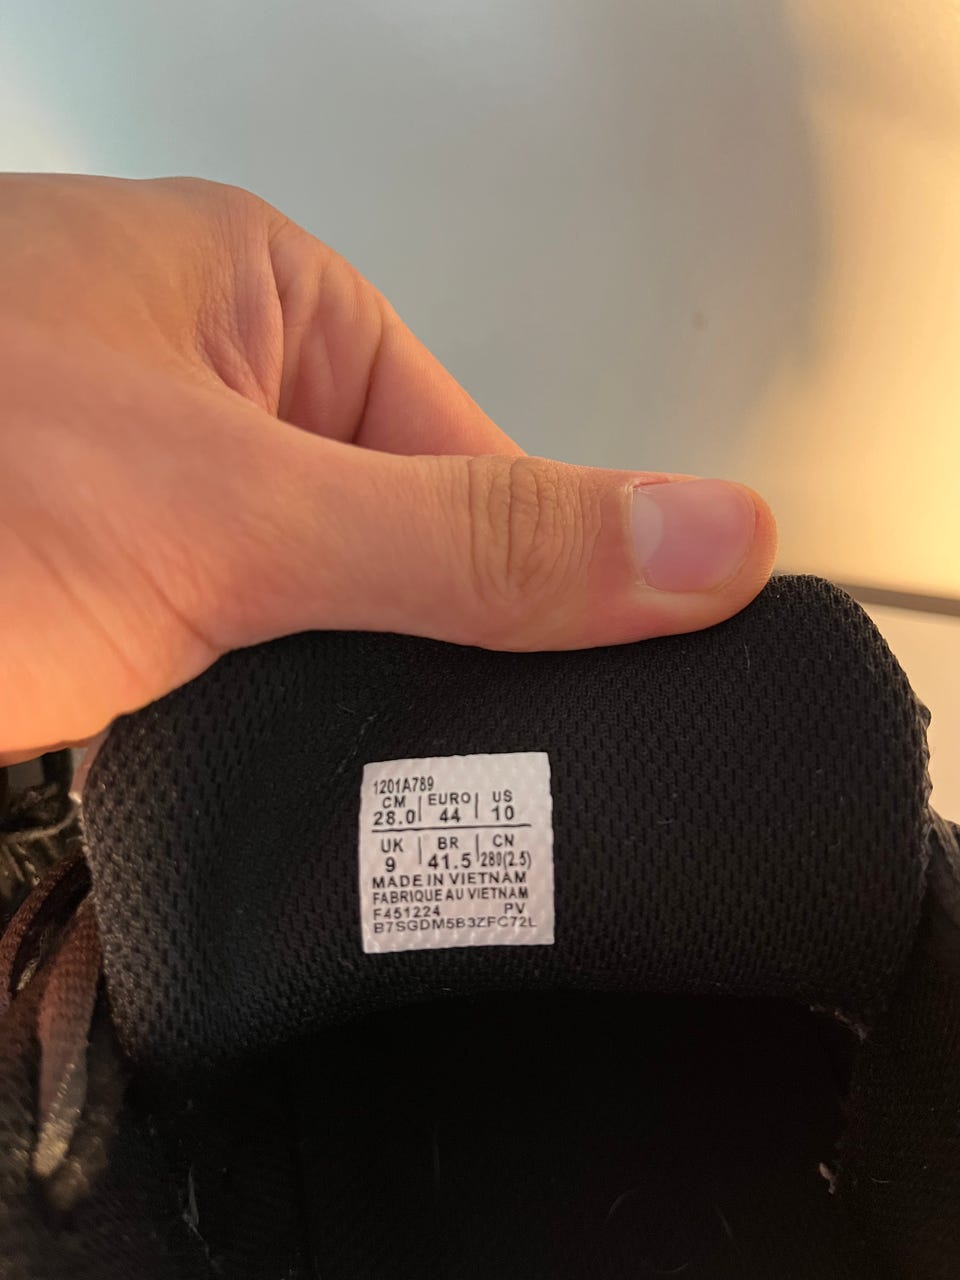 1201A789
CM | EURO | US
28.0 | 44 | 10
UK | BR | CN
9 | 41.5 | 280(2.5)
MADE IN VIETNAM
FABRIQUE AU VIETNAM
F451224 PV
B7SGDM5B3ZFC72L